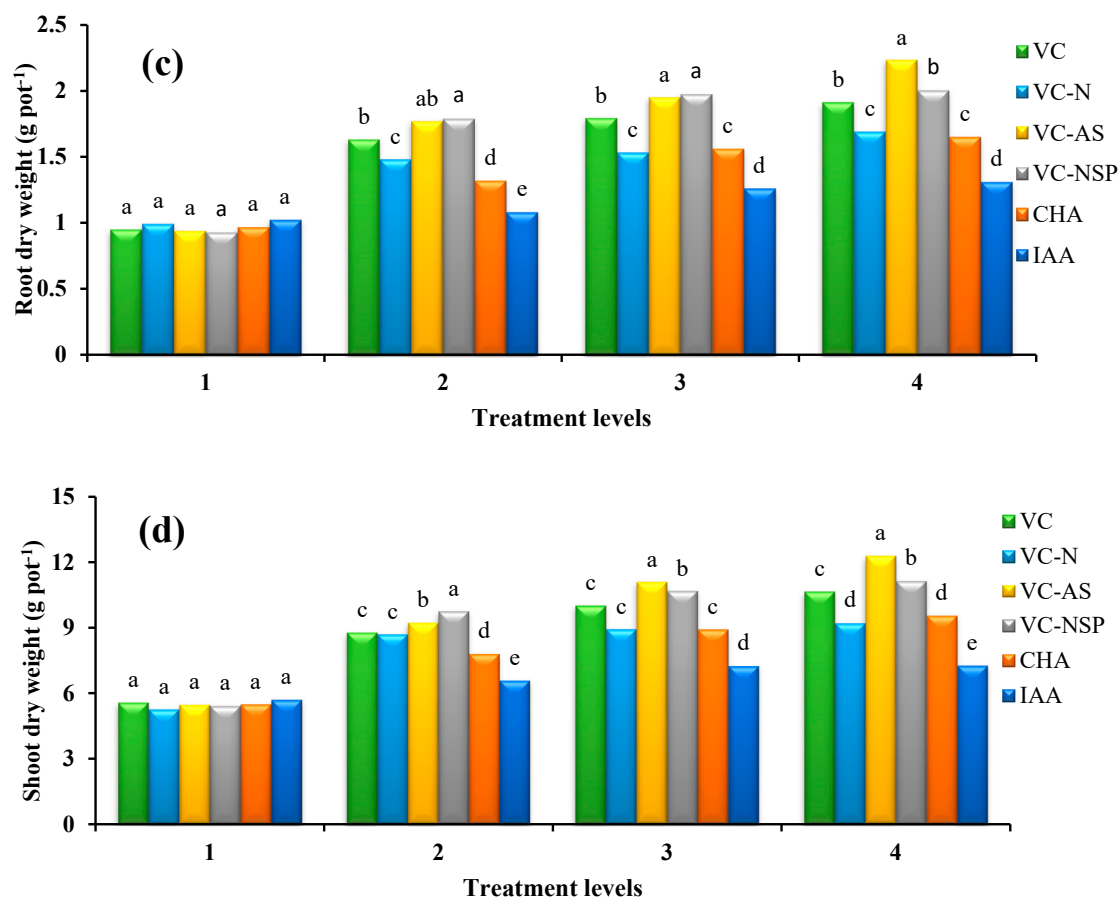 2.5
2
1.5
1
0.5
0
Root dry weight (g pot⁻¹)
(c)
a a a a a a
b c ab a d e
b c a a c d
b c a b c d
1 2 3 4
Treatment levels
VC
VC-N
VC-AS
VC-NSP
CHA
IAA
15
12
9
6
3
0
Shoot dry weight (g pot⁻¹)
(d)
a a a a a a
c c b a d e
c c a b c d
c d a b d e
1 2 3 4
Treatment levels
VC
VC-N
VC-AS
VC-NSP
CHA
IAA